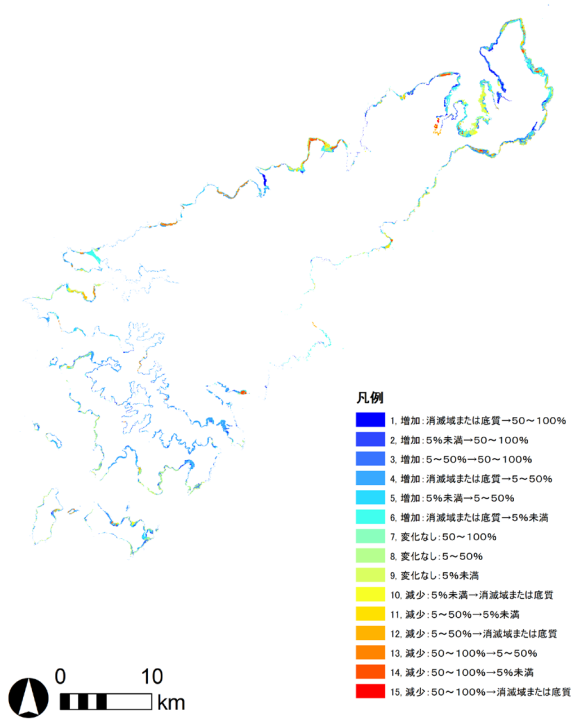 凡例
1, 増加：消滅域または底質→50～100%
2, 増加：5%未満→50～100%
3, 増加：5～50%→50～100%
4, 増加：消滅域または底質→5～50%
5, 増加：5%未満→5～50%
6, 増加：消滅域または底質→5%未満
7, 変化なし：50～100%
8, 変化なし：5～50%
9, 変化なし：5%未満
10, 減少：5%未満→消滅域または底質
11, 減少：5～50%→5%未満
12, 減少：5～50%→消滅域または底質
13, 減少：50～100%→5～50%
14, 減少：50～100%→5%未満
15, 減少：50～100%→消滅域または底質
0 10
km